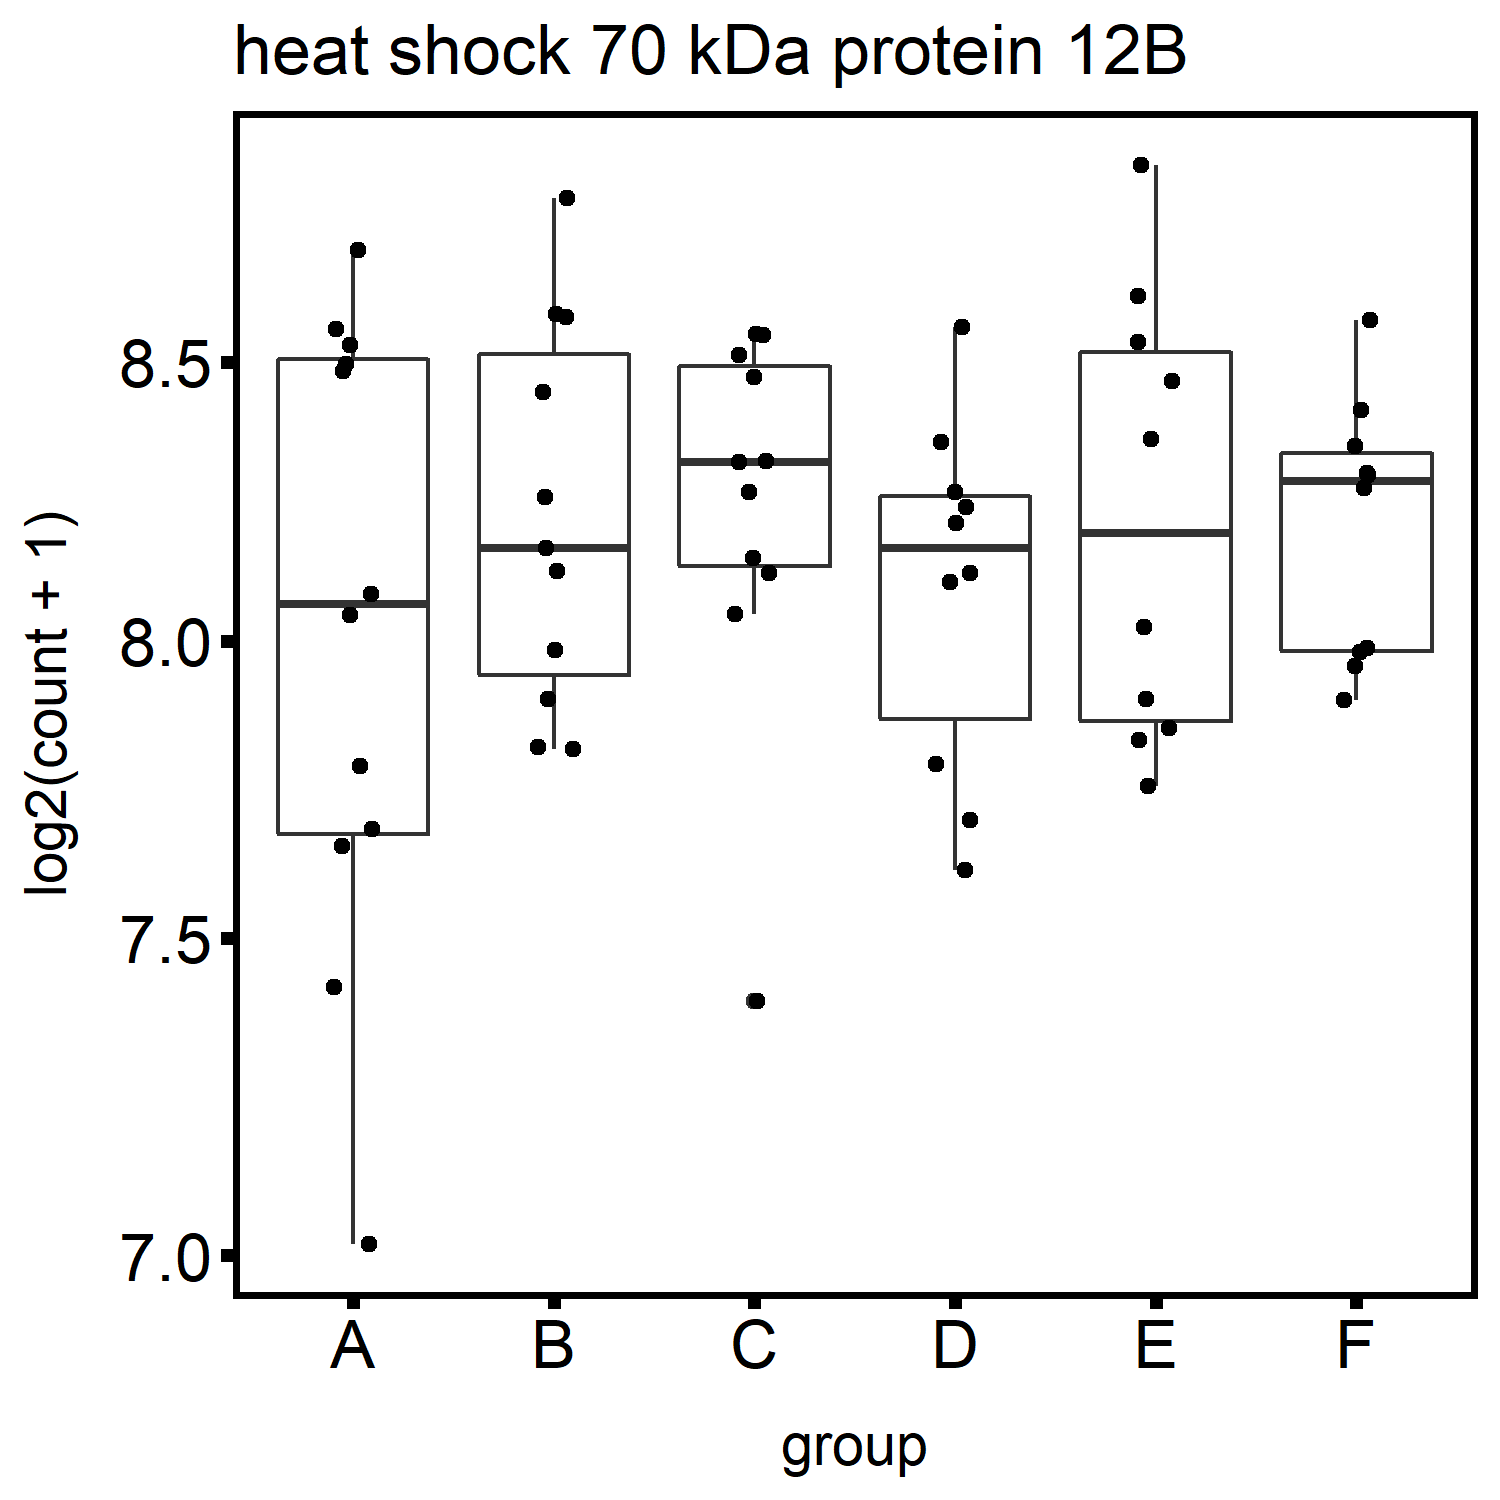 heat shock 70 kDa protein 12B
log2(count + 1)
8.5
8.0
7.5
7.0
A B C D E F
group